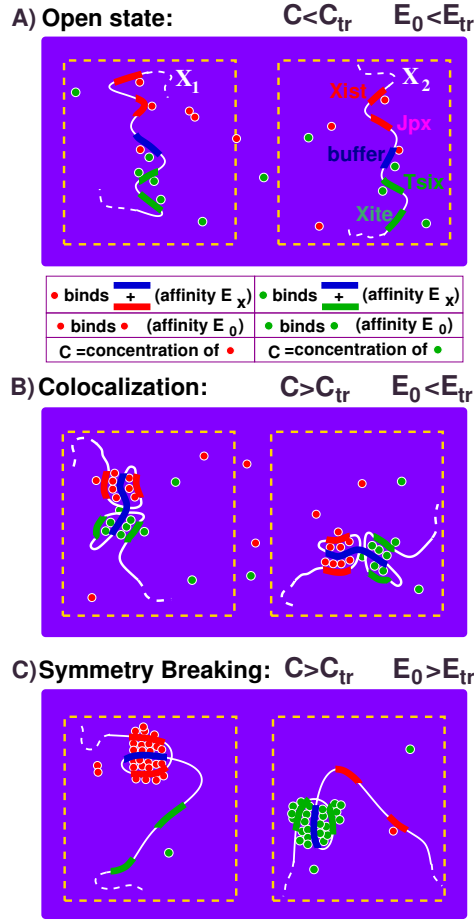 A) Open state: C<C_tr E_0<E_tr
X_1 X_2
Xist
Jpx
buffer
Tsix
Xite
binds + (affinity E_x) binds + (affinity E_x)
binds (affinity E_0) binds (affinity E_0)
C =concentration of C =concentration of
B) Colocalization: C>C_tr E_0<E_tr
C) Symmetry Breaking: C>C_tr E_0>E_tr